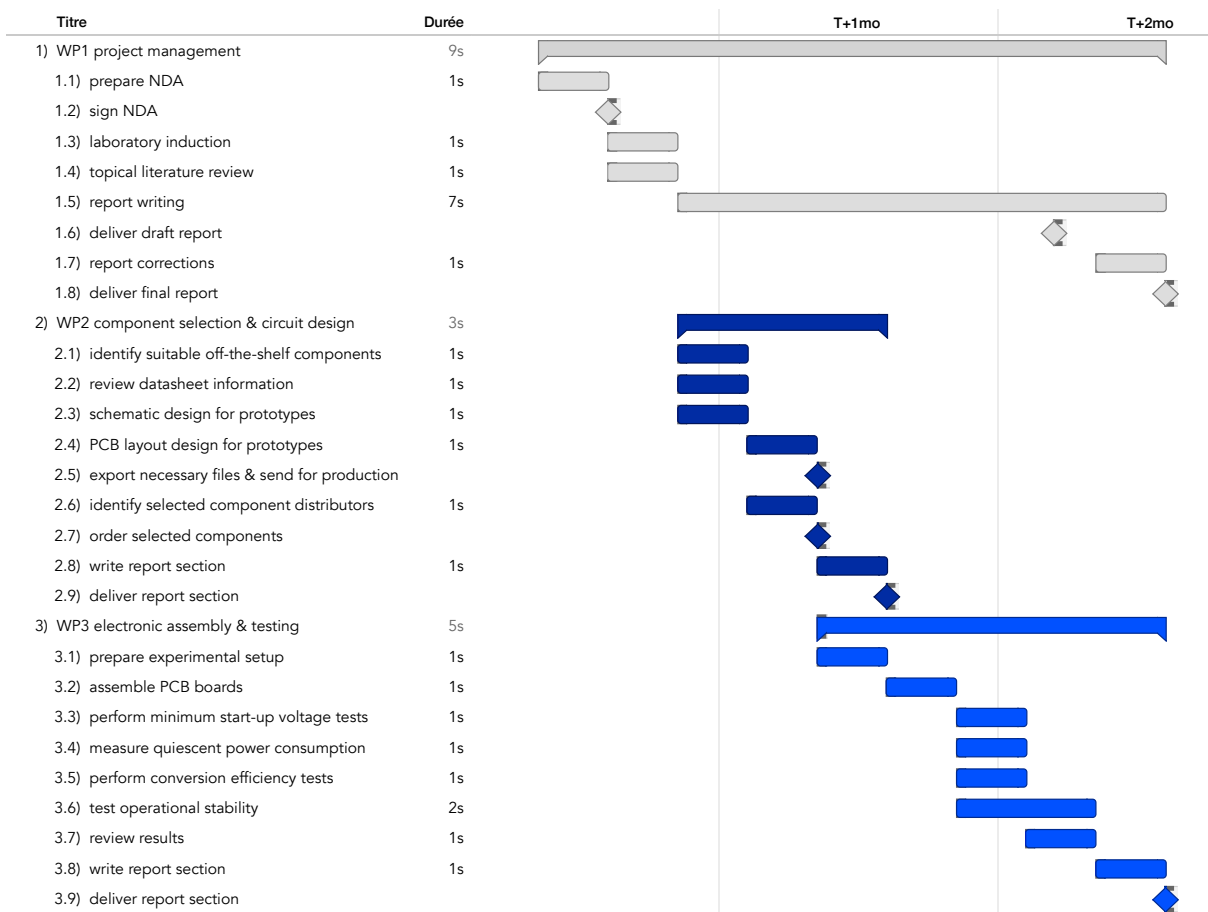 Titre Durée T+1mo T+2mo
1) WP1 project management 9s
1.1) prepare NDA 1s
1.2) sign NDA
1.3) laboratory induction 1s
1.4) topical literature review 1s
1.5) report writing 7s
1.6) deliver draft report
1.7) report corrections 1s
1.8) deliver final report
2) WP2 component selection & circuit design 3s
2.1) identify suitable off-the-shelf components 1s
2.2) review datasheet information 1s
2.3) schematic design for prototypes 1s
2.4) PCB layout design for prototypes 1s
2.5) export necessary files & send for production
2.6) identify selected component distributors 1s
2.7) order selected components
2.8) write report section 1s
2.9) deliver report section
3) WP3 electronic assembly & testing 5s
3.1) prepare experimental setup 1s
3.2) assemble PCB boards 1s
3.3) perform minimum start-up voltage tests 1s
3.4) measure quiescent power consumption 1s
3.5) perform conversion efficiency tests 1s
3.6) test operational stability 2s
3.7) review results 1s
3.8) write report section 1s
3.9) deliver report section